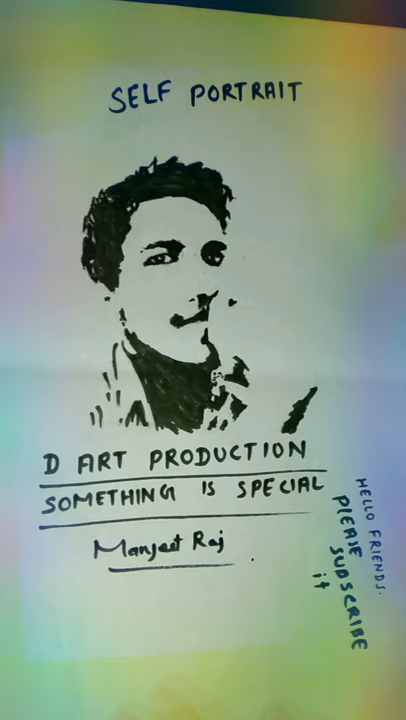 SELF PORTRAIT
D ART PRODUCTION
SOMETHING IS SPECIAL
Manjeet Raj
HELLO FRIENDS.
PLEASE SUBSCRIBE
it